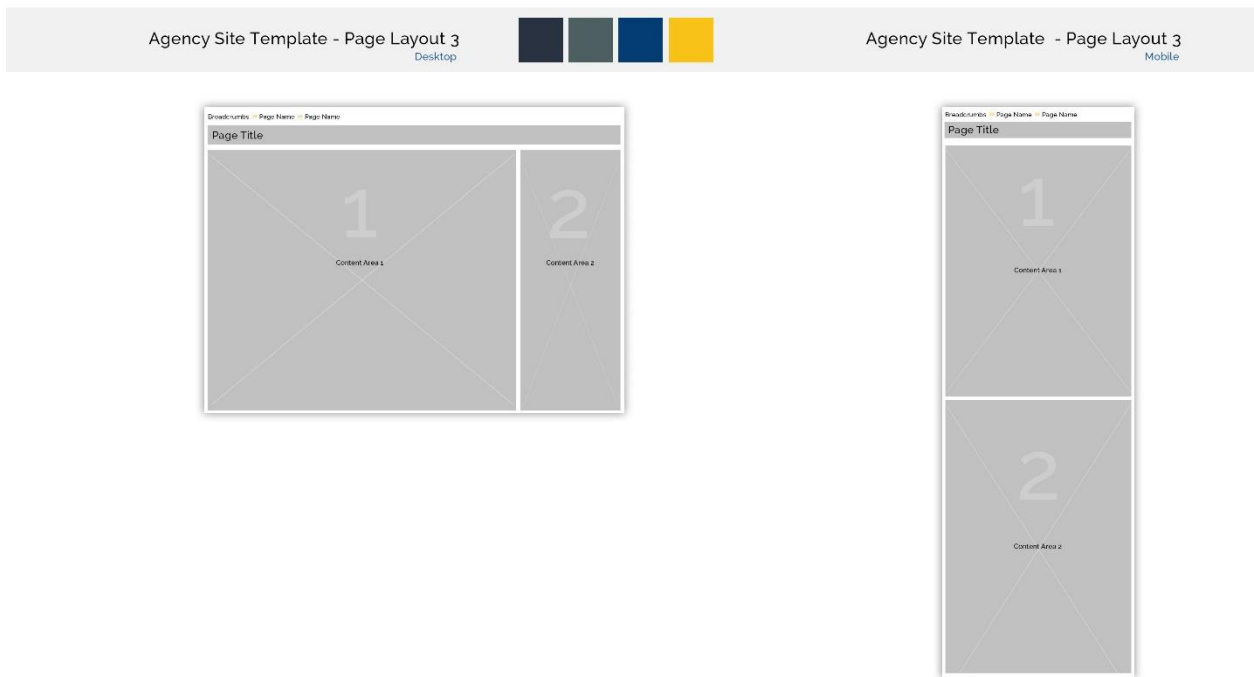 Agency Site Template - Page Layout 3
Desktop
Agency Site Template - Page Layout 3
Mobile
Breadcrumbs » Page Name » Page Name
Page Title
1
Content Area 1
2
Content Area 2
Breadcrumbs » Page Name » Page Name
Page Title
1
Content Area 1
2
Content Area 2